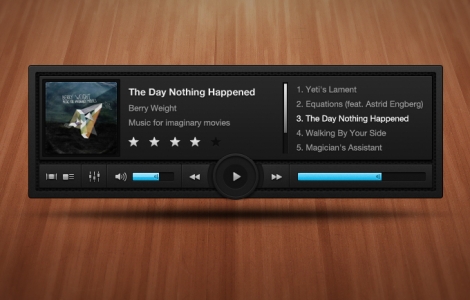 The Day Nothing Happened
Berry Weight
Music for imaginary movies
1. Yeti's Lament
2. Equations (feat. Astrid Engberg)
3. The Day Nothing Happened
4. Walking By Your Side
5. Magician's Assistant